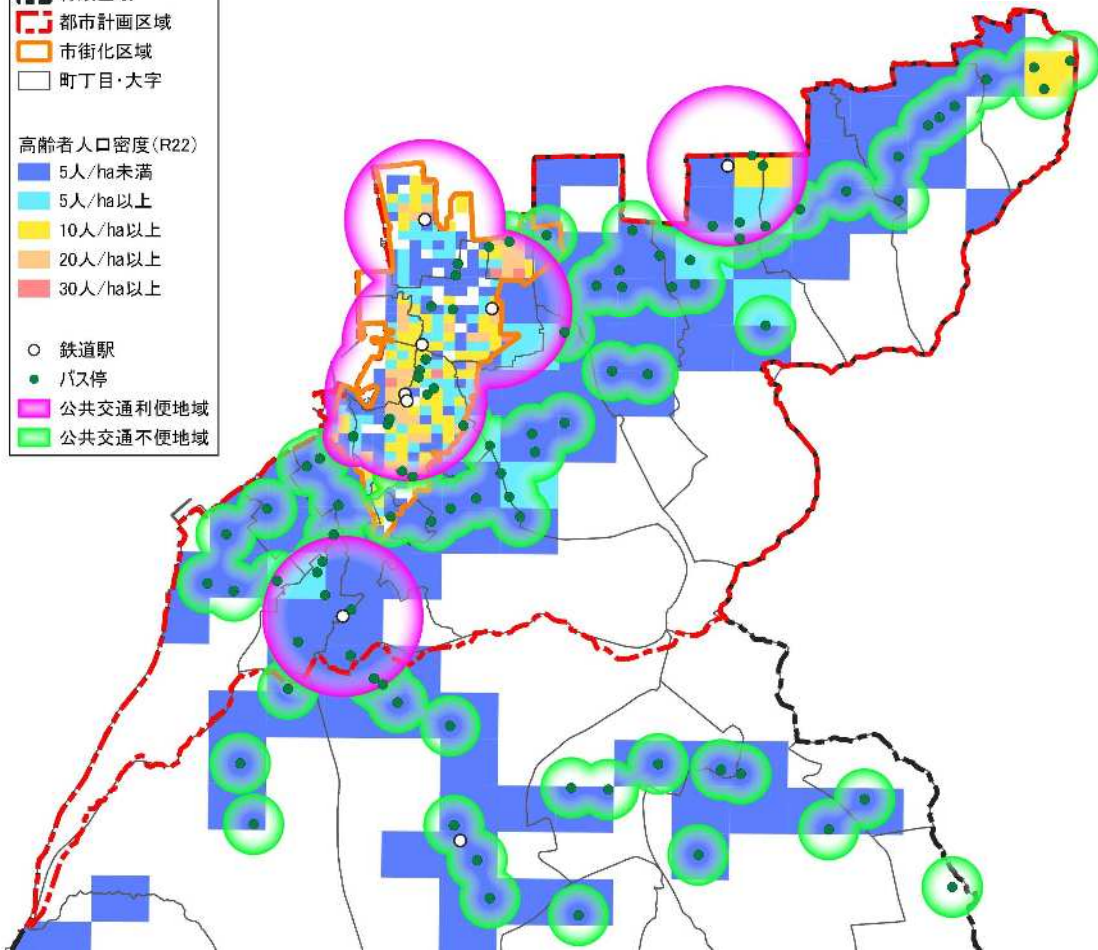 都市計画区域
市街化区域
町丁目・大字
高齢者人口密度(R22)
5人/ha未満
5人/ha以上
10人/ha以上
20人/ha以上
30人/ha以上
鉄道駅
バス停
公共交通利便地域
公共交通不便地域